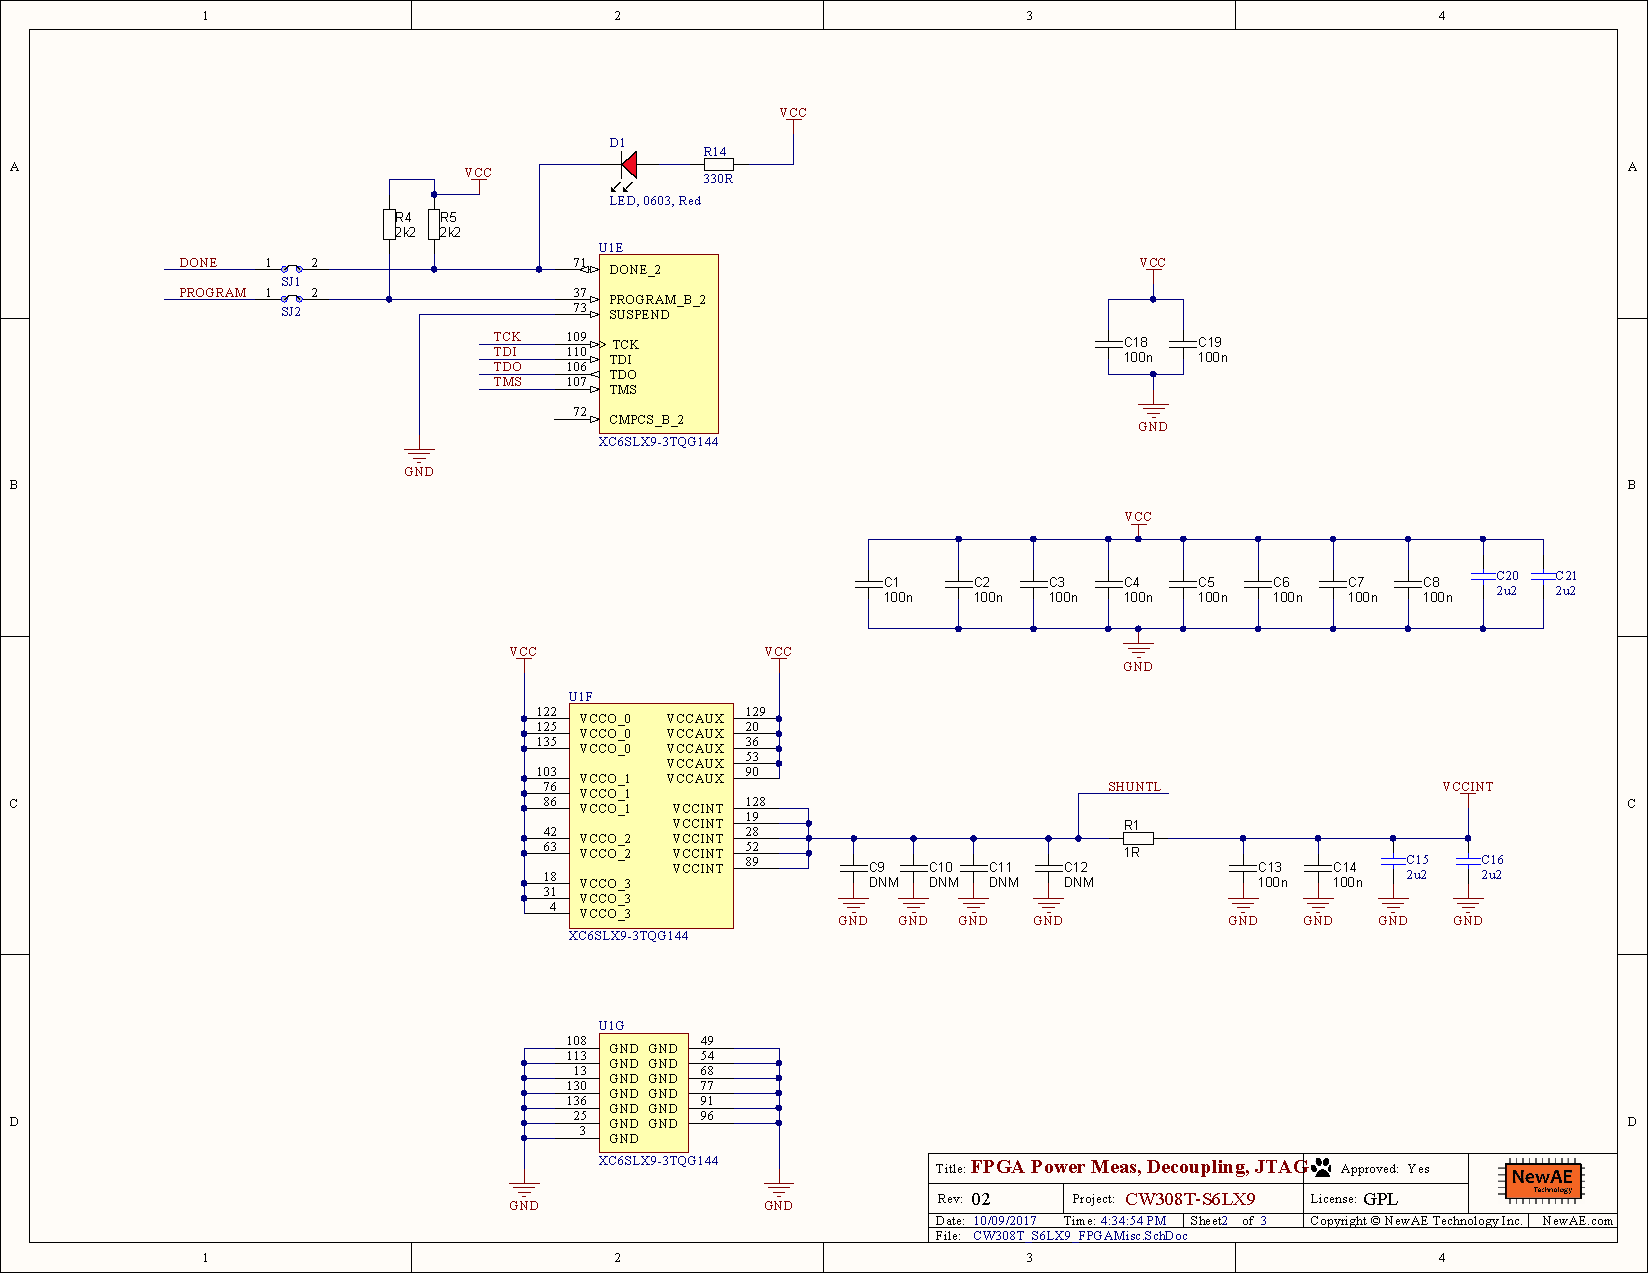 1 2 3 4
A A
VCC
D1
R14
330R
LED, 0603, Red
VCC
R4
2k2
R5
2k2
U1E
DONE 1 2 71 DONE_2
SJ1
PROGRAM 1 2 37 PROGRAM_B_2
SJ2
73 SUSPEND
TCK 109 TCK
TDI 110 TDI
TDO 106 TDO
TMS 107 TMS
72 CMPCS_B_2
XC6SLX9-3TQG144
GND
VCC
C18 C19
100n 100n
GND
B B
VCC
C1 C2 C3 C4 C5 C6 C7 C8 C20 C21
100n 100n 100n 100n 100n 100n 100n 100n 2u2 2u2
GND
VCC VCC
U1F
122 VCCO_0 VCCAUX 129
125 VCCO_0 VCCAUX 20
135 VCCO_0 VCCAUX 36
VCCAUX 53
103 VCCO_1 VCCAUX 90
76 VCCO_1
86 VCCO_1 VCCINT 128
VCCINT 19
42 VCCO_2 VCCINT 28
63 VCCO_2 VCCINT 52
VCCINT 89
18 VCCO_3
31 VCCO_3
4 VCCO_3
XC6SLX9-3TQG144
C C
SHUNTL VCCINT
R1
1R
C9 C10 C11 C12 C13 C14 C15 C16
DNM DNM DNM DNM 100n 100n 2u2 2u2
GND GND GND GND GND GND GND GND
U1G
108 GND GND 49
113 GND GND 54
13 GND GND 68
130 GND GND 77
136 GND GND 91
25 GND GND 96
3 GND
XC6SLX9-3TQG144
GND GND
D D
Title: FPGA Power Meas, Decoupling, JTAG Approved: Yes
Rev: 02 Project: CW308T-S6LX9 License: GPL
NewAE
Technology
Date: 10/09/2017 Time: 4:34:54 PM Sheet2 of 3 Copyright © NewAE Technology Inc. NewAE.com
File: CW308T_S6LX9_FPGAMisc.SchDoc
1 2 3 4